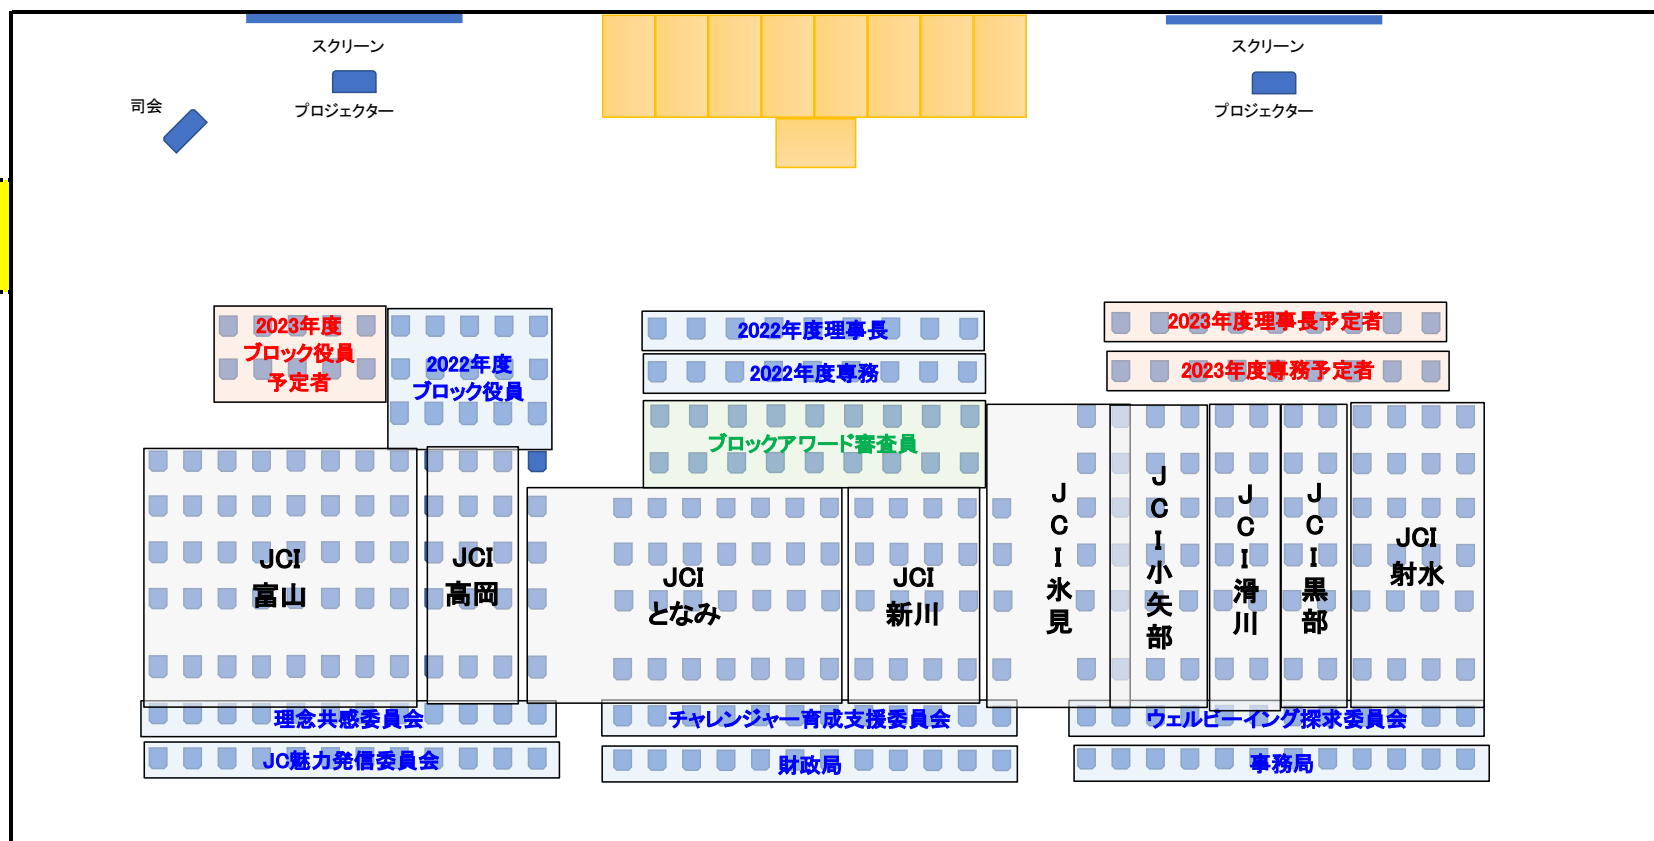 スクリーン
スクリーン
司会
プロジェクター
プロジェクター
2023年度
ブロック役員
予定者
2022年度
ブロック役員
2022年度理事長
2022年度専務
ブロックアワード審査員
2023年度理事長予定者
2023年度専務予定者
JCI
富山
JCI
高岡
JCI
となみ
JCI
新川
JCI氷見
JCI小矢部
JCI滑川
JCI黒部
JCI
射水
理念共感委員会
チャレンジャー育成支援委員会
ウェルビーイング探求委員会
JC魅力発信委員会
財政局
事務局